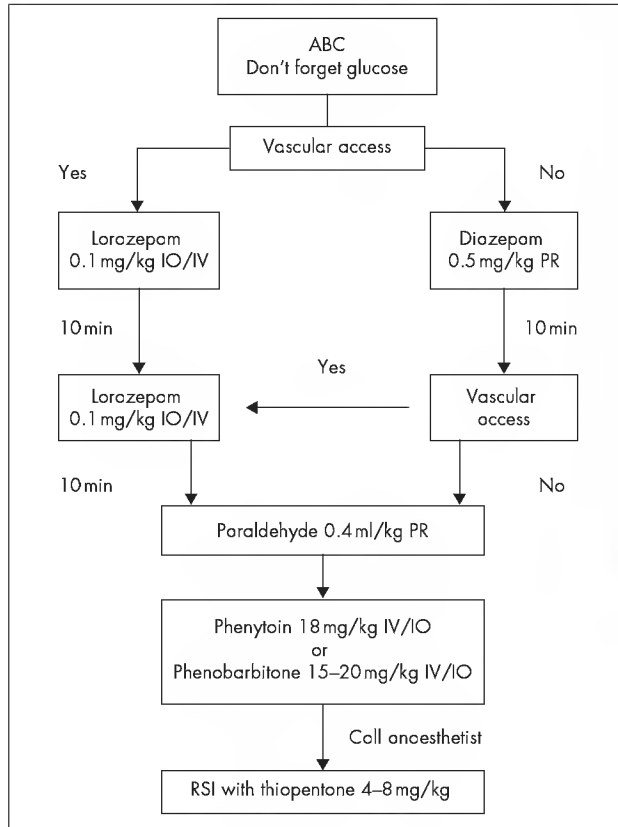 ABC
Don't forget glucose
Vascular access
Yes
No
Lorazepam
0.1 mg/kg IO/IV
Diazepam
0.5 mg/kg PR
10 min
10 min
Yes
Lorazepam
0.1 mg/kg IO/IV
Vascular
access
10 min
No
Paraldehyde 0.4 ml/kg PR
Phenytoin 18 mg/kg IV/IO
or
Phenobarbitone 15–20 mg/kg IV/IO
Call anaesthetist
RSI with thiopentone 4–8 mg/kg